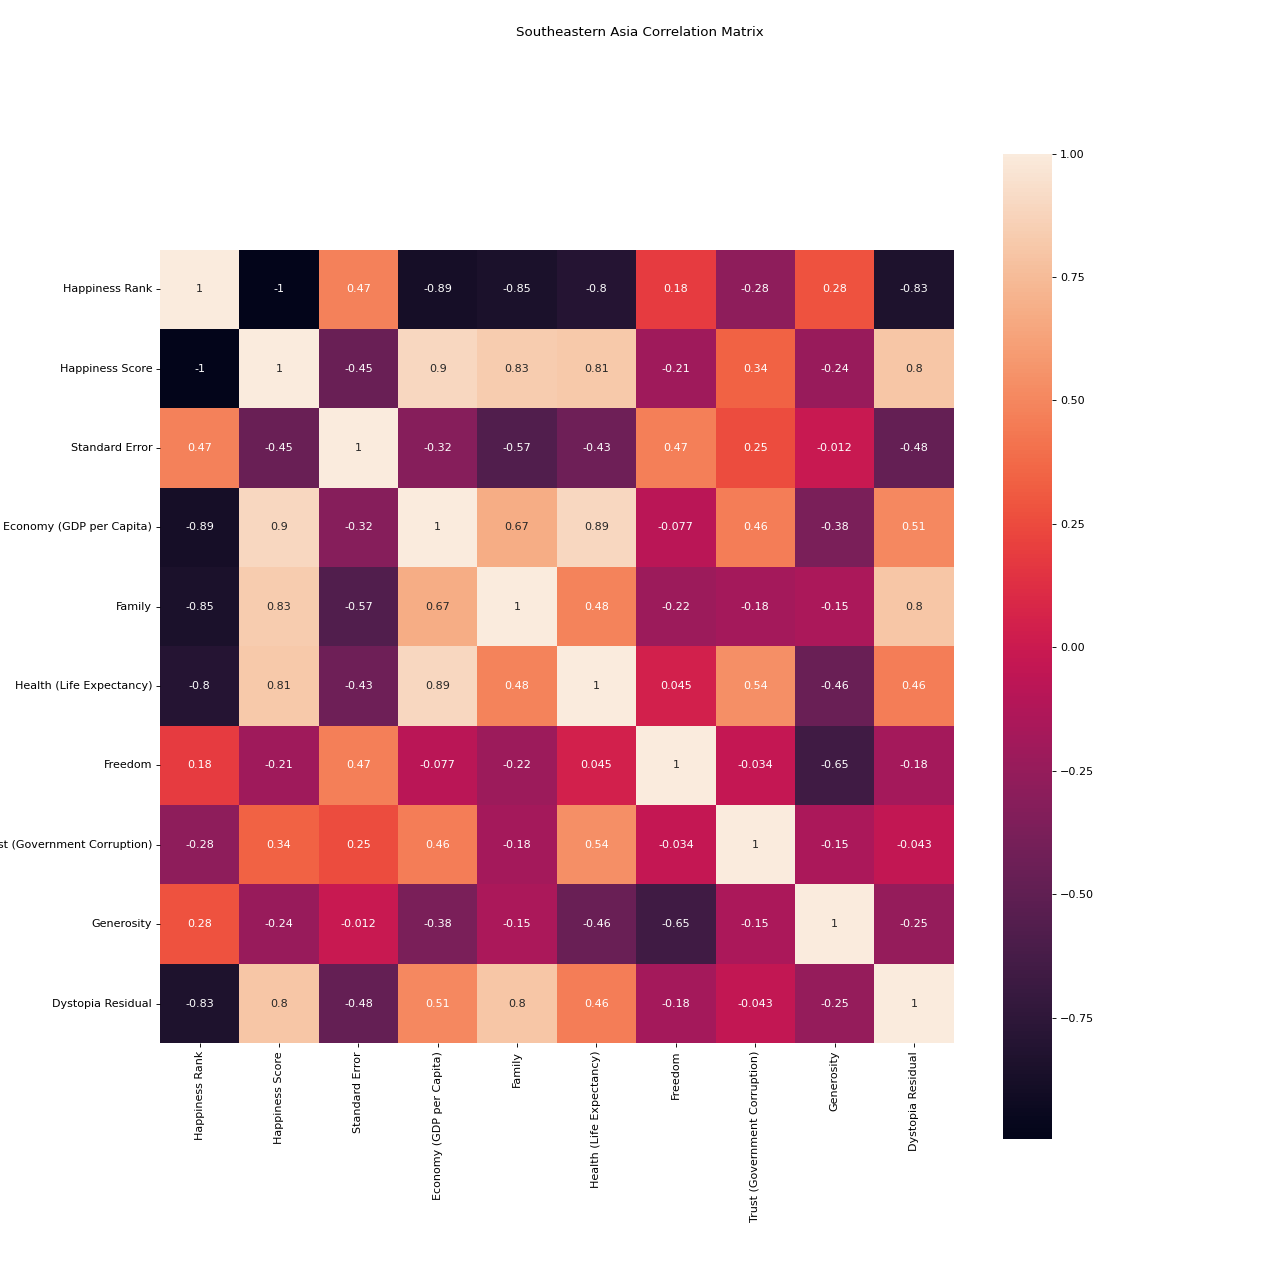 Southeastern Asia Correlation Matrix
1.00
0.75
0.50
0.25
0.00
−0.25
−0.50
−0.75
Happiness Rank 1 -1 0.47 -0.89 -0.85 -0.8 0.18 -0.28 0.28 -0.83
Happiness Score -1 1 -0.45 0.9 0.83 0.81 -0.21 0.34 -0.24 0.8
Standard Error 0.47 -0.45 1 -0.32 -0.57 -0.43 0.47 0.25 -0.012 -0.48
Economy (GDP per Capita) -0.89 0.9 -0.32 1 0.67 0.89 -0.077 0.46 -0.38 0.51
Family -0.85 0.83 -0.57 0.67 1 0.48 -0.22 -0.18 -0.15 0.8
Health (Life Expectancy) -0.8 0.81 -0.43 0.89 0.48 1 0.045 0.54 -0.46 0.46
Freedom 0.18 -0.21 0.47 -0.077 -0.22 0.045 1 -0.034 -0.65 -0.18
st (Government Corruption) -0.28 0.34 0.25 0.46 -0.18 0.54 -0.034 1 -0.15 -0.043
Generosity 0.28 -0.24 -0.012 -0.38 -0.15 -0.46 -0.65 -0.15 1 -0.25
Dystopia Residual -0.83 0.8 -0.48 0.51 0.8 0.46 -0.18 -0.043 -0.25 1
Happiness Rank
Happiness Score
Standard Error
Economy (GDP per Capita)
Family
Health (Life Expectancy)
Freedom
Trust (Government Corruption)
Generosity
Dystopia Residual